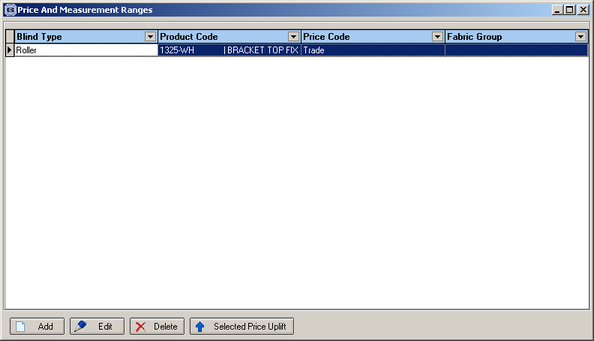 Price And Measurement Ranges
Blind Type Product Code Price Code Fabric Group
Roller 1325-WH | BRACKET TOP FIX Trade
Add Edit Delete Selected Price Uplift